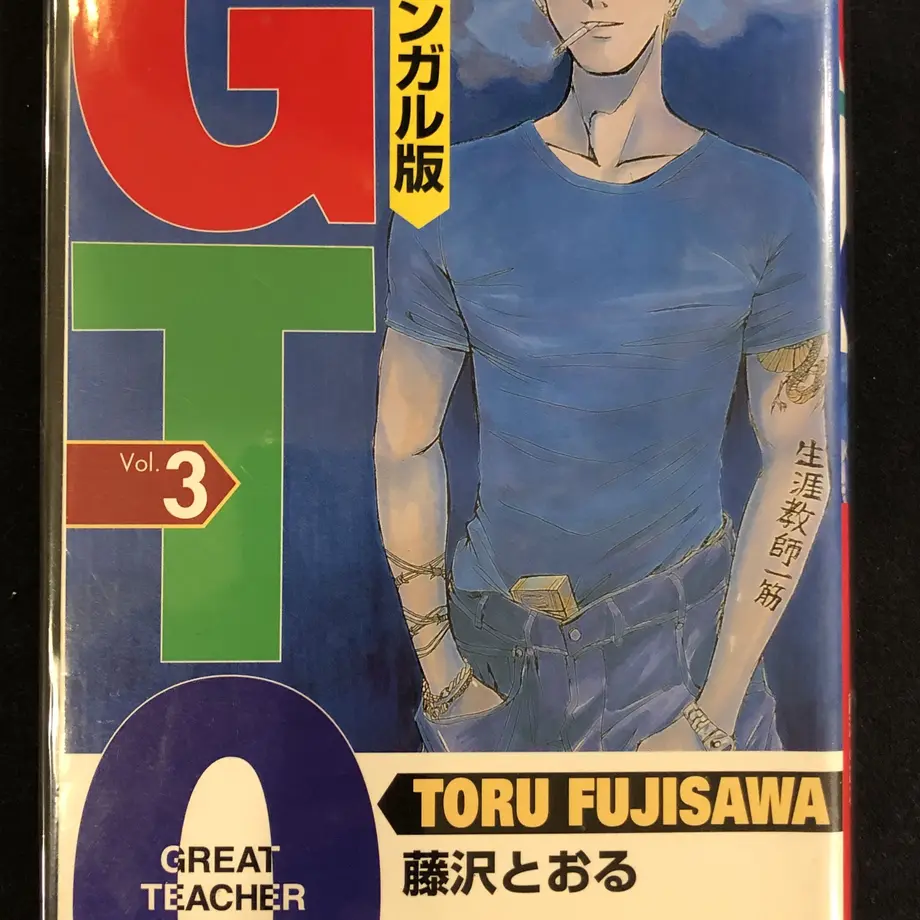 GTO
ンガル版
Vol. 3
生涯教師一筋
TORU FUJISAWA
藤沢とおる
GREAT
TEACHER